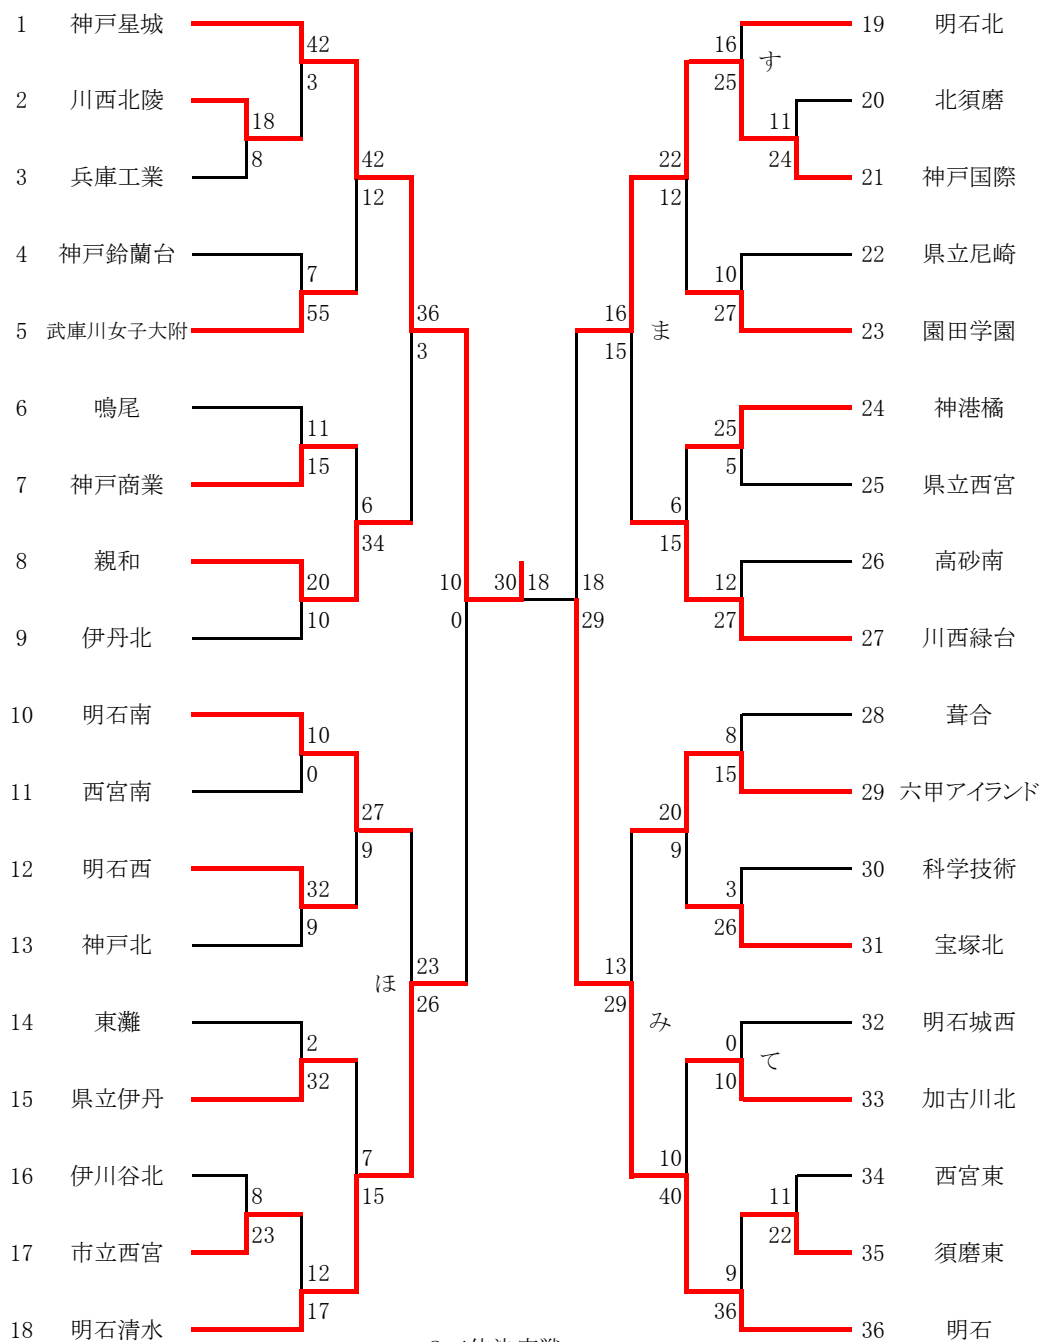 1 神戸星城
2 川西北陵
3 兵庫工業
4 神戸鈴蘭台
5 武庫川女子大附
6 鳴尾
7 神戸商業
8 親和
9 伊丹北
10 明石南
11 西宮南
12 明石西
13 神戸北
14 東灘
15 県立伊丹
16 伊川谷北
17 市立西宮
18 明石清水
42
3
18
8
42
12
7
55
36
3
11
15
6
34
20
10
10
0
30
18
18
29
10
0
27
9
32
9
ほ
23
26
2
32
7
15
8
23
12
17
16
25
す
11
24
22
12
10
27
16
15
ま
25
5
6
15
12
27
8
15
20
9
3
26
13
29
み
0
10
て
10
40
11
22
9
36
19 明石北
20 北須磨
21 神戸国際
22 県立尼崎
23 園田学園
24 神港橘
25 県立西宮
26 高砂南
27 川西緑台
28 葺合
29 六甲アイランド
30 科学技術
31 宝塚北
32 明石城西
33 加古川北
34 西宮東
35 須磨東
36 明石